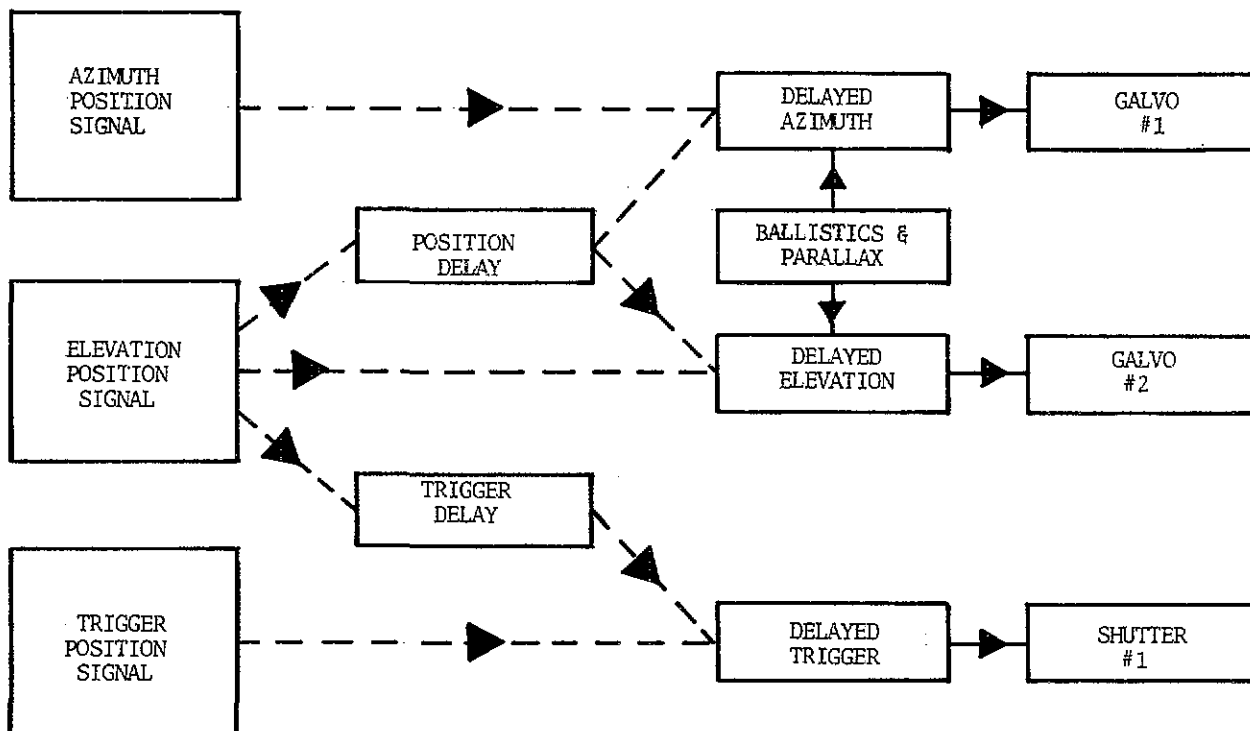 AZIMUTH
POSITION
SIGNAL
DELAYED
AZIMUTH
GALVO
#1
POSITION
DELAY
BALLISTICS &
PARALLAX
ELEVATION
POSITION
SIGNAL
DELAYED
ELEVATION
GALVO
#2
TRIGGER
DELAY
TRIGGER
POSITION
SIGNAL
DELAYED
TRIGGER
SHUTTER
#1